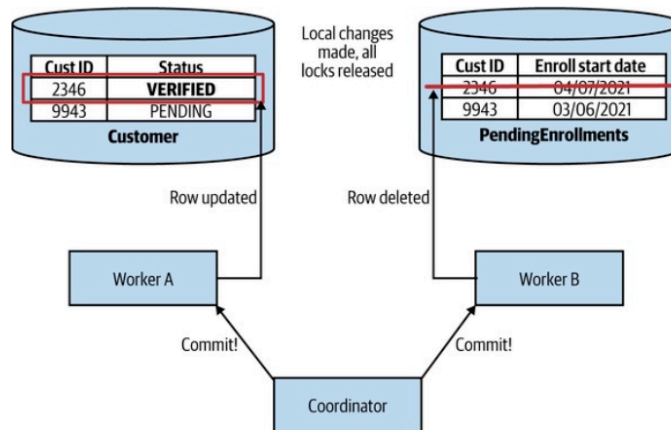 Local changes
made, all
locks released
Cust ID Status
2346 VERIFIED
9943 PENDING
Customer
Cust ID Enroll start date
2346 04/07/2021
9943 03/06/2021
PendingEnrollments
Row updated
Row deleted
Worker A
Worker B
Commit!
Commit!
Coordinator